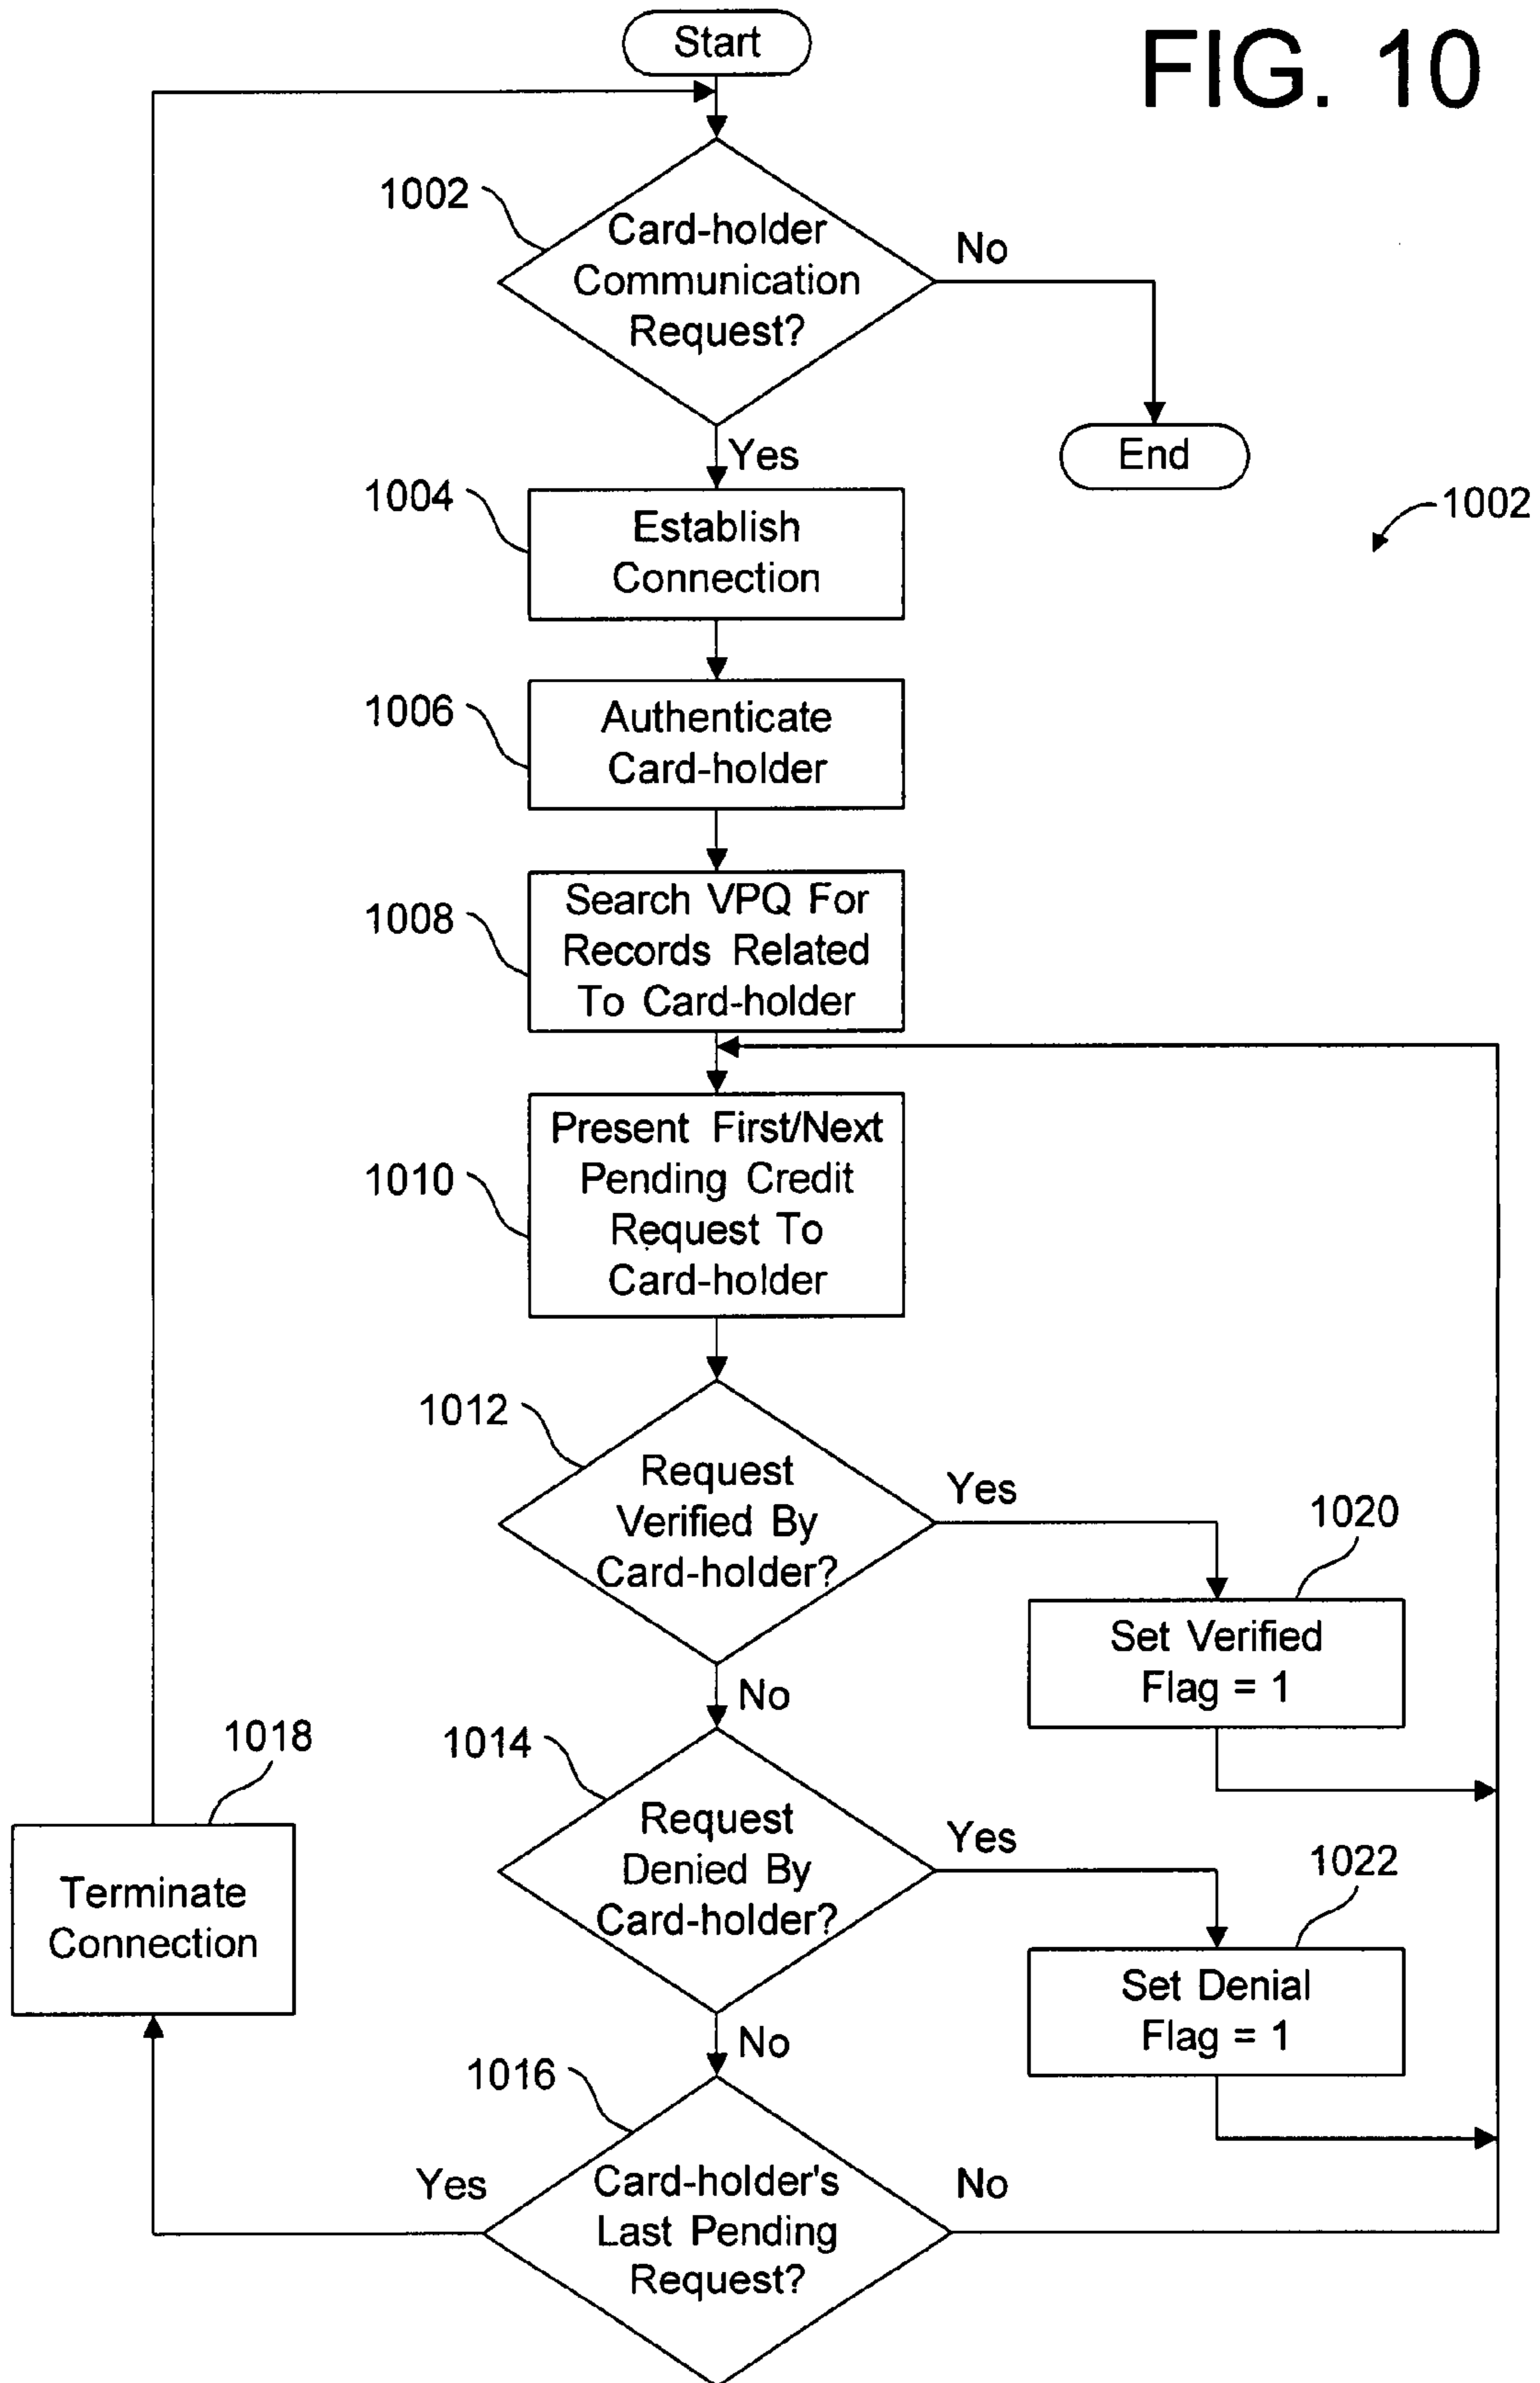 FIG. 10
Start
1002
Card-holder
Communication
Request?
No
End
Yes
1002
1004
Establish
Connection
1006
Authenticate
Card-holder
1008
Search VPQ For
Records Related
To Card-holder
1010
Present First/Next
Pending Credit
Request To
Card-holder
1012
Request
Verified By
Card-holder?
Yes
1020
Set Verified
Flag = 1
No
1014
Request
Denied By
Card-holder?
Yes
1022
Set Denial
Flag = 1
No
1016
Card-holder's
Last Pending
Request?
Yes
No
1018
Terminate
Connection